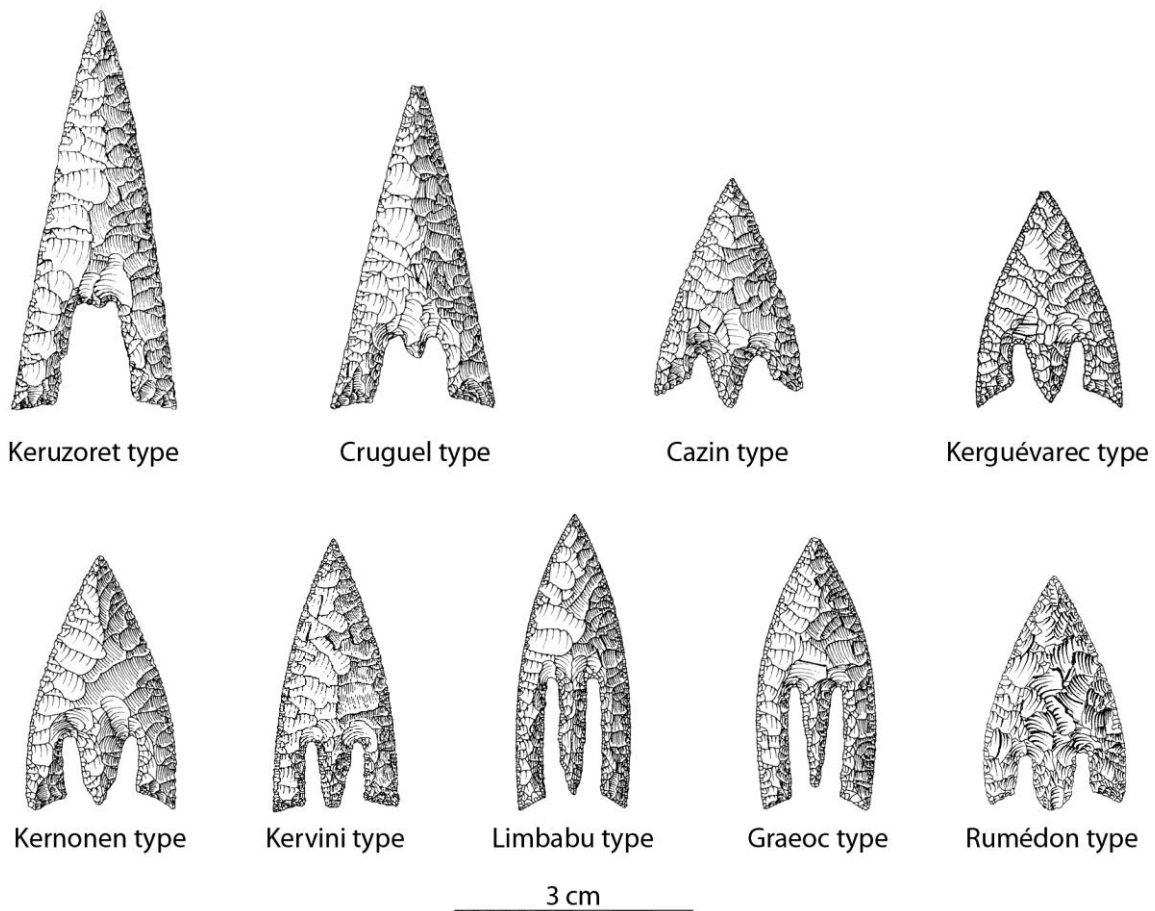 Keruzoret type
Cruguel type
Cazin type
Kerguévarec type
Kernonen type
Kervini type
Limbabu type
Graeoc type
Rumédon type
3 cm